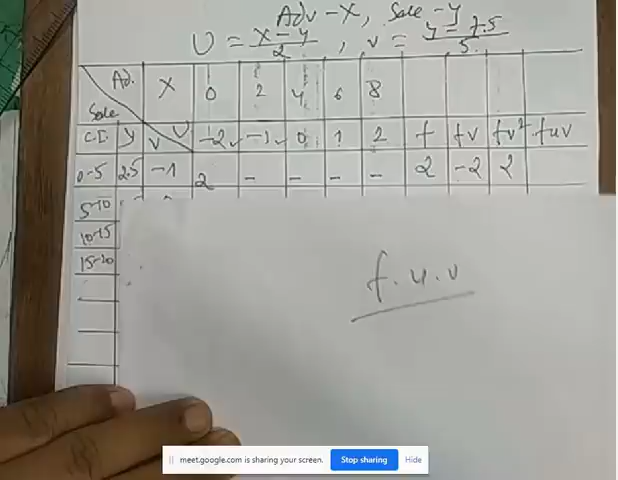 Adv - X, Sale - y
U = x - 4 / 2 , v = y - 7.5 / 5
Ad. X 0 2 4 6 8
Sale
C.I. y v U -2 -1 0 1 2 f fv fv² fuv
0-5 2.5 -1 2 - - - - 2 -2 2
5-10
10-15
15-20
f.u.v
meet.google.com is sharing your screen. Stop sharing Hide